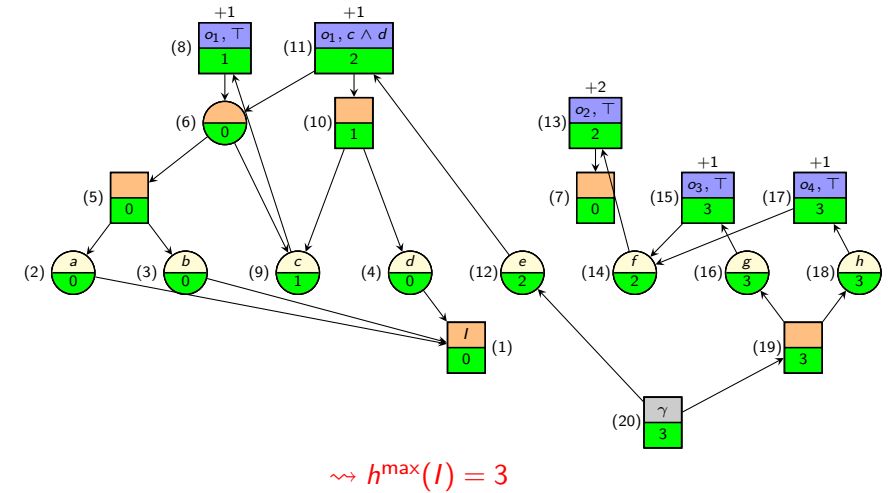 +1 +1
(8) o₁, ⊤ (11) o₁, c ∧ d
1 2
+2
(6) 0 (10) 1 (13) o₂, ⊤
2
+1 +1
(5) 0 (7) 0 (15) o₃, ⊤ (17) o₄, ⊤
3 3
(2) a (3) b (9) c (4) d (12) e (14) f (16) g (18) h
0 0 1 0 2 2 3 3
I (1) (19)
0 3
(20) γ
3
⇝ h^max(I) = 3